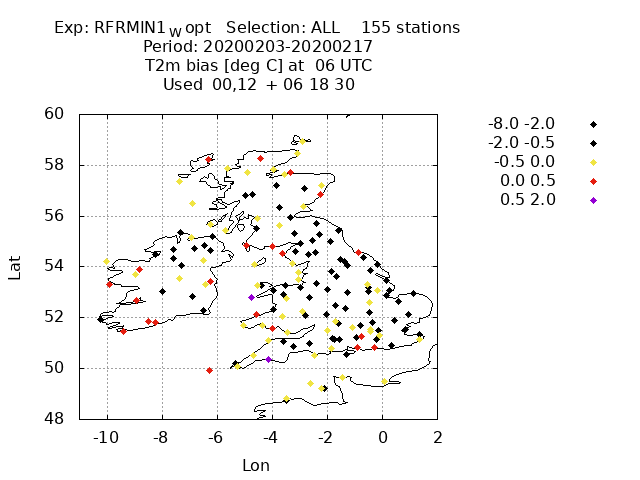 Exp: RFRMIN1wopt Selection: ALL 155 stations
Period: 20200203-20200217
T2m bias [deg C] at 06 UTC
Used 00,12 + 06 18 30
-8.0 -2.0
-2.0 -0.5
-0.5 0.0
0.0 0.5
0.5 2.0
60
58
56
54
52
50
48
Lat
-10 -8 -6 -4 -2 0 2
Lon